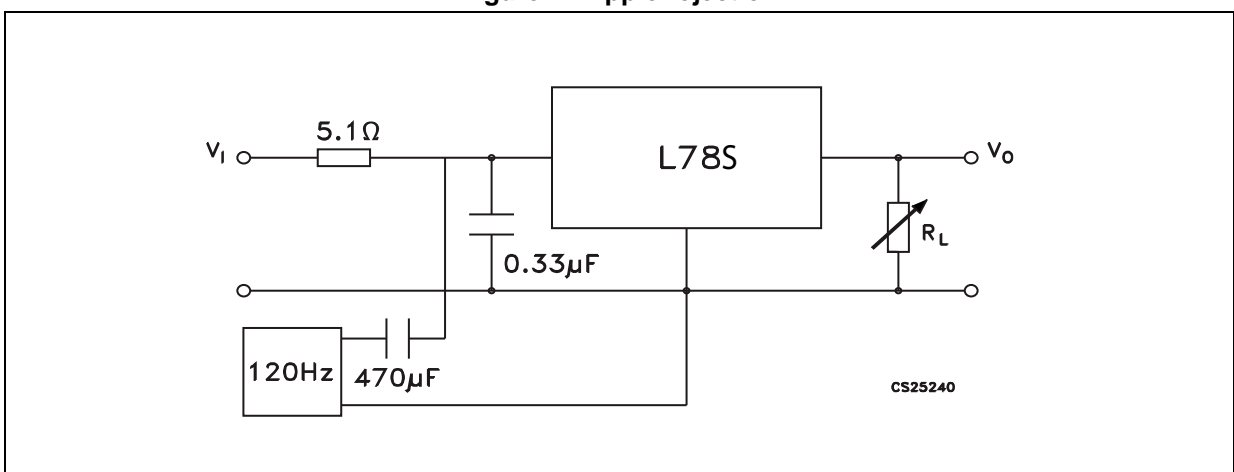 5.1Ω
V_I
L78S
V_O
R_L
0.33µF
120Hz
470µF
CS25240